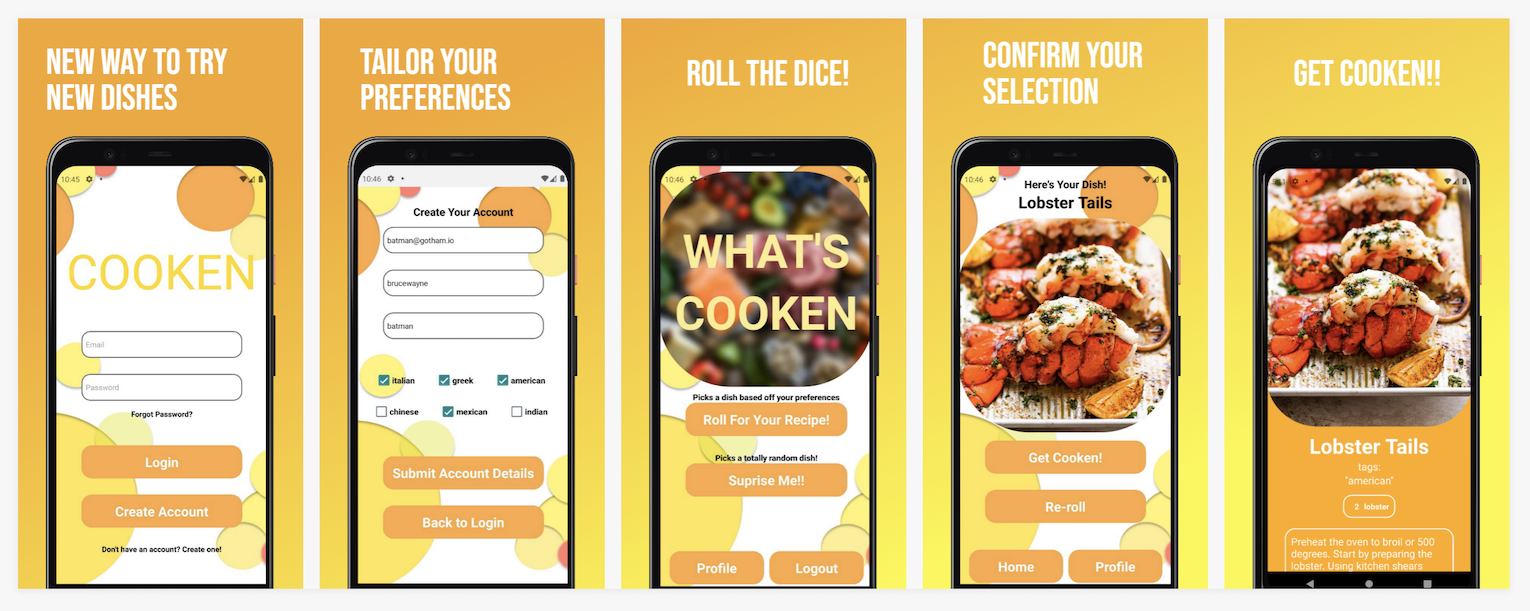 NEW WAY TO TRY
NEW DISHES
10:45
COOKEN
Email
Password
Forgot Password?
Login
Create Account
Don't have an account? Create one!
TAILOR YOUR
PREFERENCES
10:46
Create Your Account
batman@gotham.io
brucewayne
batman
italian greek american
chinese mexican indian
Submit Account Details
Back to Login
ROLL THE DICE!
10:46
WHAT'S
COOKEN
Picks a dish based off your preferences
Roll For Your Recipe!
Picks a totally random dish!
Suprise Me!!
Profile Logout
CONFIRM YOUR
SELECTION
10:46
Here's Your Dish!
Lobster Tails
Get Cooken!
Re-roll
Home Profile
GET COOKEN!!
Lobster Tails
tags:
"american"
2 lobster
Preheat the oven to broil or 500
degrees. Start by preparing the
lobster. Using kitchen shears